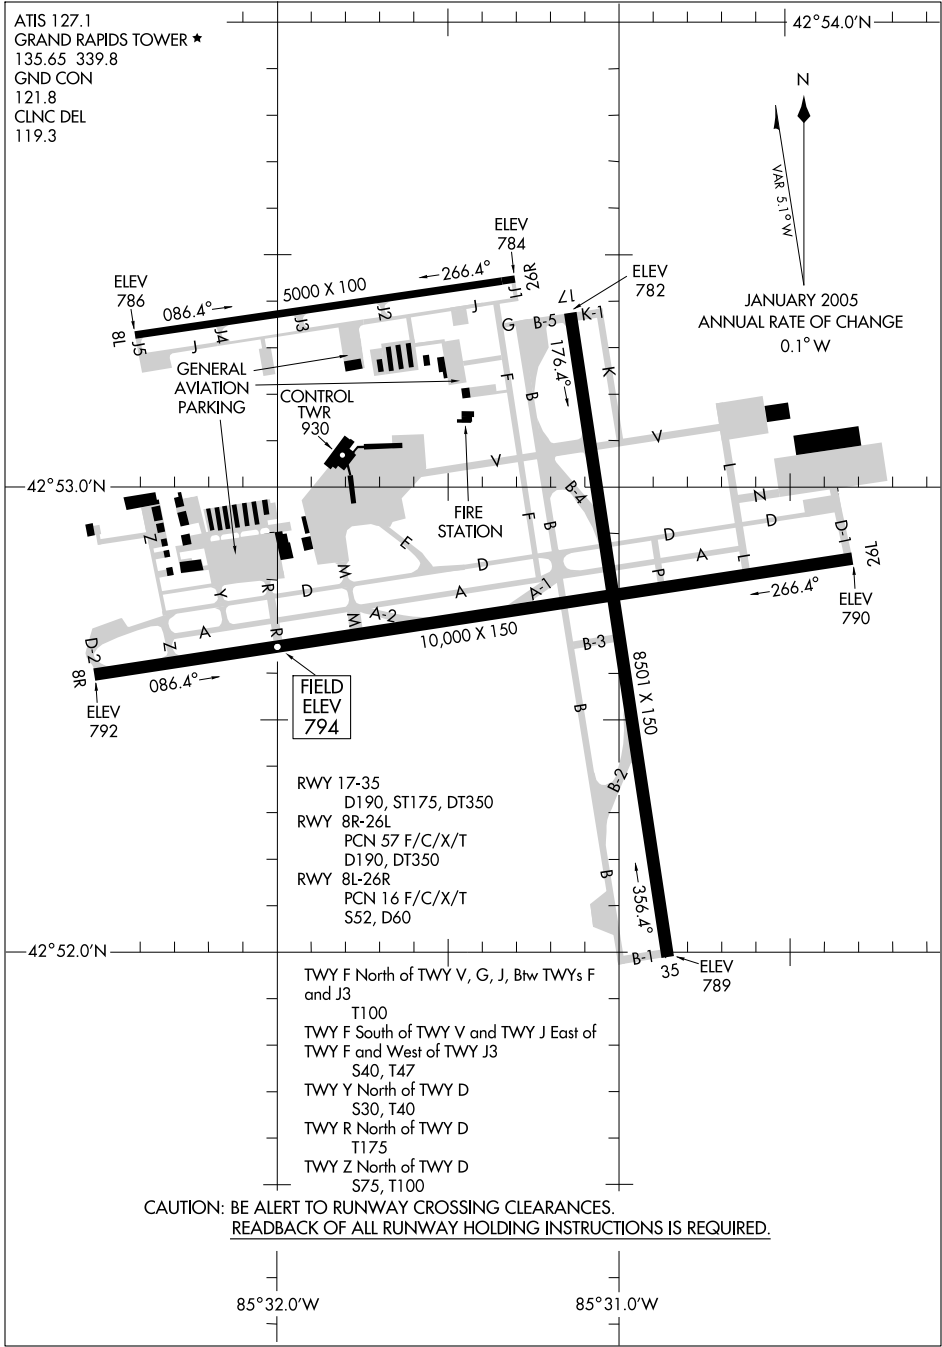 ATIS 127.1
GRAND RAPIDS TOWER ★
135.65 339.8
GND CON
121.8
CLNC DEL
119.3
42°54.0'N
N
VAR 5.1° W
JANUARY 2005
ANNUAL RATE OF CHANGE
0.1° W
ELEV
784
ELEV
786
ELEV
782
5000 X 100
266.4°
086.4°
8L
26R
J5
J
J4
J3
J2
J
J1
17
G
B-5
K-1
176.4°
K
F
B
GENERAL
AVIATION
PARKING
CONTROL
TWR
930
FIRE
STATION
V
V
L
N
42°53.0'N
B-4
F
B
D
D
D-1
26L
Z
E
D
A
L
P
A-1
A
M
D
R
Y
A-2
M
A
R
Z
D-2
8R
086.4°
10,000 X 150
266.4°
ELEV
790
ELEV
792
FIELD
ELEV
794
B-3
8501 X 150
B
B-2
B
356.4°
B-1
35
ELEV
789
RWY 17-35
D190, ST175, DT350
RWY 8R-26L
PCN 57 F/C/X/T
D190, DT350
RWY 8L-26R
PCN 16 F/C/X/T
S52, D60
42°52.0'N
TWY F North of TWY V, G, J, Btw TWYs F
and J3
T100
TWY F South of TWY V and TWY J East of
TWY F and West of TWY J3
S40, T47
TWY Y North of TWY D
S30, T40
TWY R North of TWY D
T175
TWY Z North of TWY D
S75, T100
CAUTION: BE ALERT TO RUNWAY CROSSING CLEARANCES.
READBACK OF ALL RUNWAY HOLDING INSTRUCTIONS IS REQUIRED.
85°32.0'W
85°31.0'W